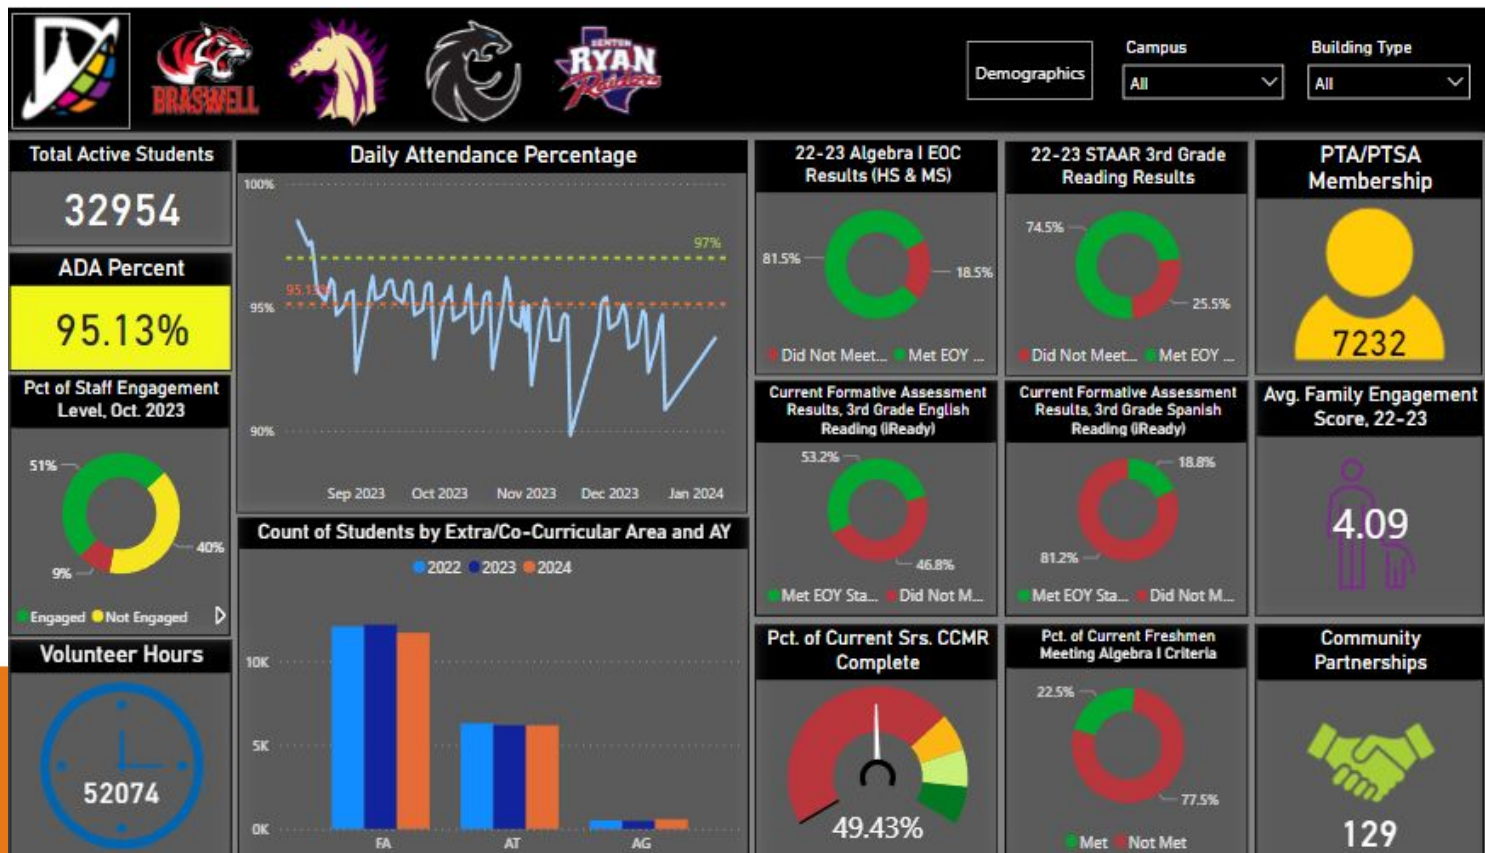 BRASWELL
DENTON
RYAN
Raiders
Demographics
Campus
All
Building Type
All
Total Active Students
32954
ADA Percent
95.13%
Pct of Staff Engagement
Level, Oct. 2023
51%
40%
9%
Engaged Not Engaged
Volunteer Hours
52074
Daily Attendance Percentage
100%
97%
95.13%
95%
90%
Sep 2023 Oct 2023 Nov 2023 Dec 2023 Jan 2024
Count of Students by Extra/Co-Curricular Area and AY
2022 2023 2024
10K
5K
0K
FA AT AG
22-23 Algebra I EOC
Results (HS & MS)
81.5%
18.5%
Did Not Meet... Met EOY ...
22-23 STAAR 3rd Grade
Reading Results
74.5%
25.5%
Did Not Meet... Met EOY ...
PTA/PTSA
Membership
7232
Current Formative Assessment
Results, 3rd Grade English
Reading (iReady)
53.2%
46.8%
Met EOY Sta... Did Not M...
Current Formative Assessment
Results, 3rd Grade Spanish
Reading (iReady)
18.8%
81.2%
Met EOY Sta... Did Not M...
Avg. Family Engagement
Score, 22-23
4.09
Pct. of Current Srs. CCMR
Complete
49.43%
Pct. of Current Freshmen
Meeting Algebra I Criteria
22.5%
77.5%
Met Not Met
Community
Partnerships
129